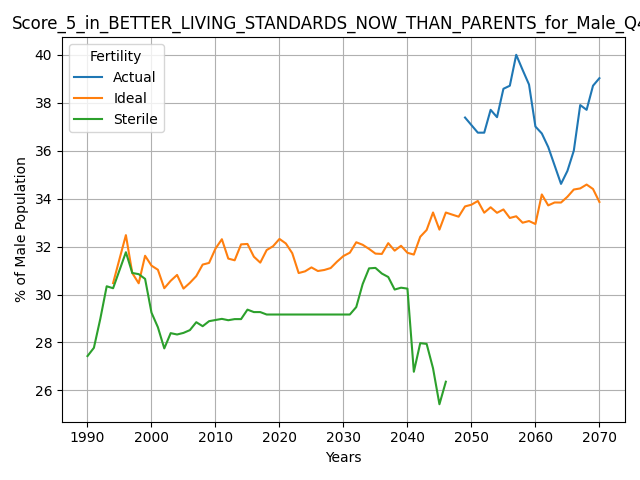 Score_5_in_BETTER_LIVING_STANDARDS_NOW_THAN_PARENTS_for_Male_Q4
Fertility
Actual
Ideal
Sterile
% of Male Population
40
38
36
34
32
30
28
26
1990 2000 2010 2020 2030 2040 2050 2060 2070
Years